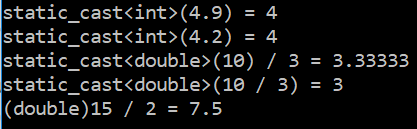 static_cast<int>(4.9) = 4
static_cast<int>(4.2) = 4
static_cast<double>(10) / 3 = 3.33333
static_cast<double>(10 / 3) = 3
(double)15 / 2 = 7.5